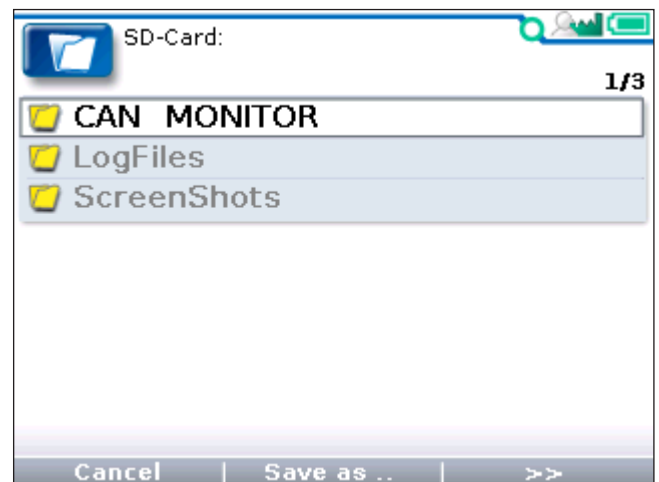 SD-Card:
1/3
CAN MONITOR
LogFiles
ScreenShots
Cancel | Save as .. | >>